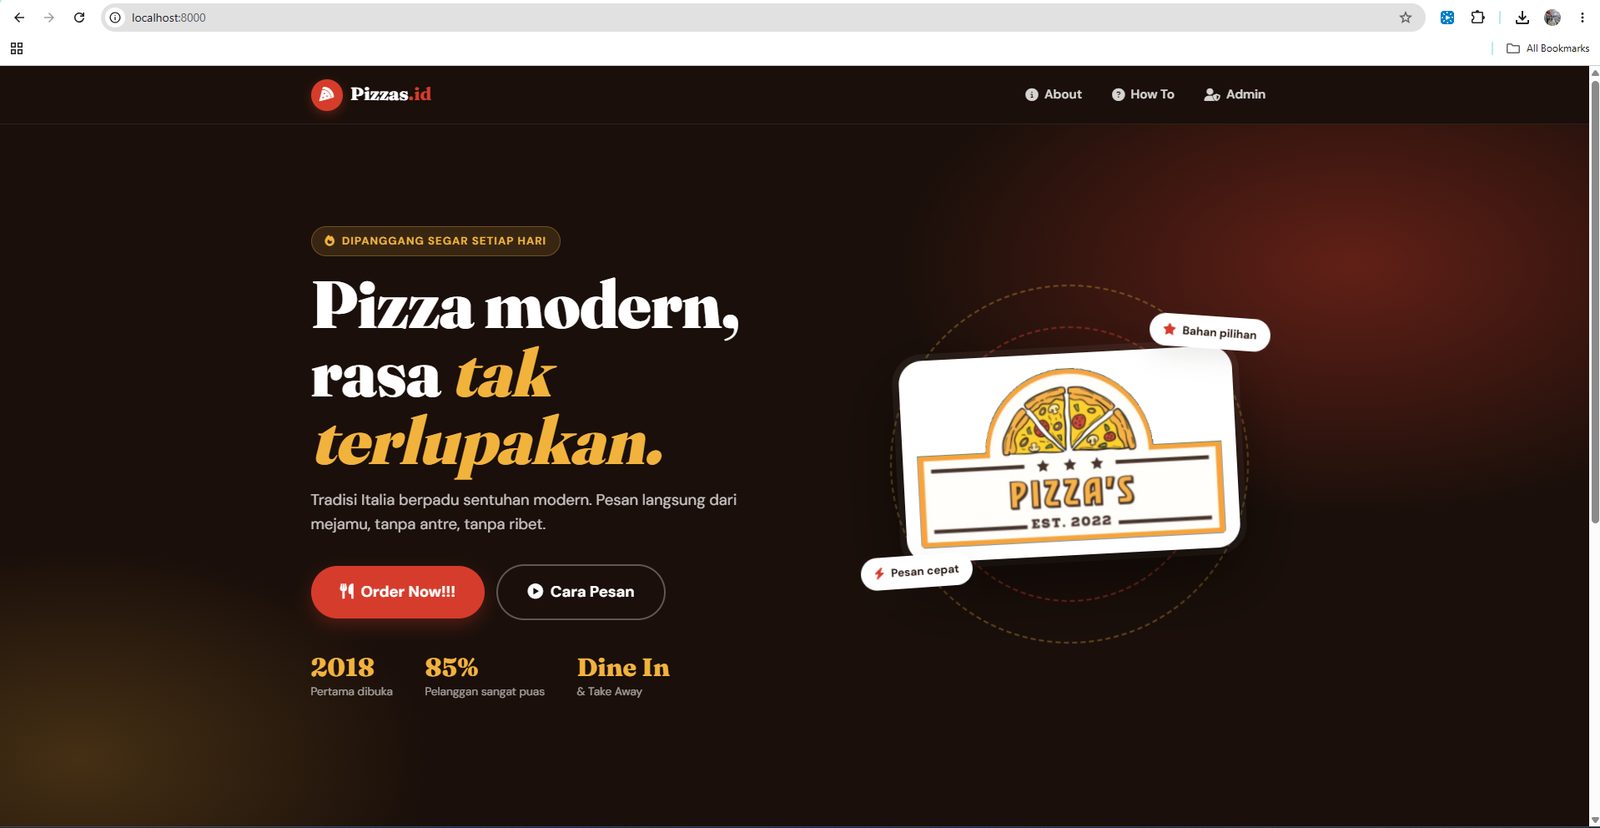 localhost:8000
All Bookmarks
Pizzas.id
About
How To
Admin
DIPANGGANG SEGAR SETIAP HARI
Pizza modern,
rasa tak
terlupakan.
Tradisi Italia berpadu sentuhan modern. Pesan langsung dari
mejamu, tanpa antre, tanpa ribet.
Order Now!!!
Cara Pesan
2018
Pertama dibuka
85%
Pelanggan sangat puas
Dine In
& Take Away
Bahan pilihan
PIZZA'S
EST. 2022
Pesan cepat